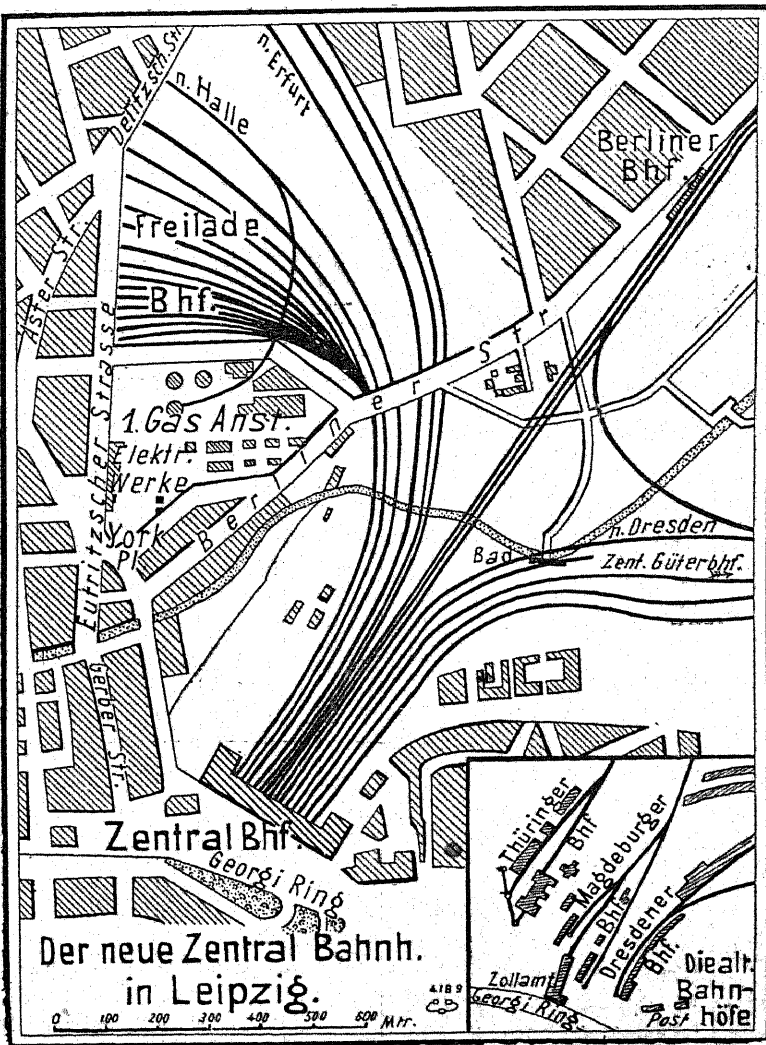 Delitzsch. Str.
n. Halle
n. Erfurt
Berliner
Bhf.
Freilade
Bhf.
Berliner Str.
1. Gas Anst.
Elektr.
Werke
York
Pl.
Eutritzscher Strasse
Gerber Str.
Bad
n. Dresden
Zent. Güterbhf.
Zentral Bhf.
Georgi Ring
Der neue Zentral Bahnh.
in Leipzig.
0 100 200 300 400 500 600 Mtr.
Thüringer
Bhf
Magdeburger
Bhf.
Dresdener
Bhf.
Zollamt
Georgi Ring.
Post
Die alt.
Bahn-
höfe